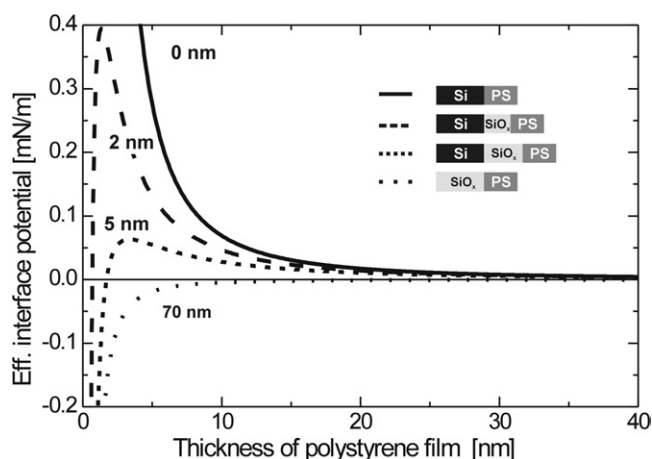 0.4
0.3
0.2
0.1
0.0
-0.1
-0.2
Eff. interface potential [mN/m]
0 nm
2 nm
5 nm
70 nm
Si PS
Si SiOₓ PS
Si SiOₓ PS
SiOₓ PS
0 10 20 30 40
Thickness of polystyrene film [nm]